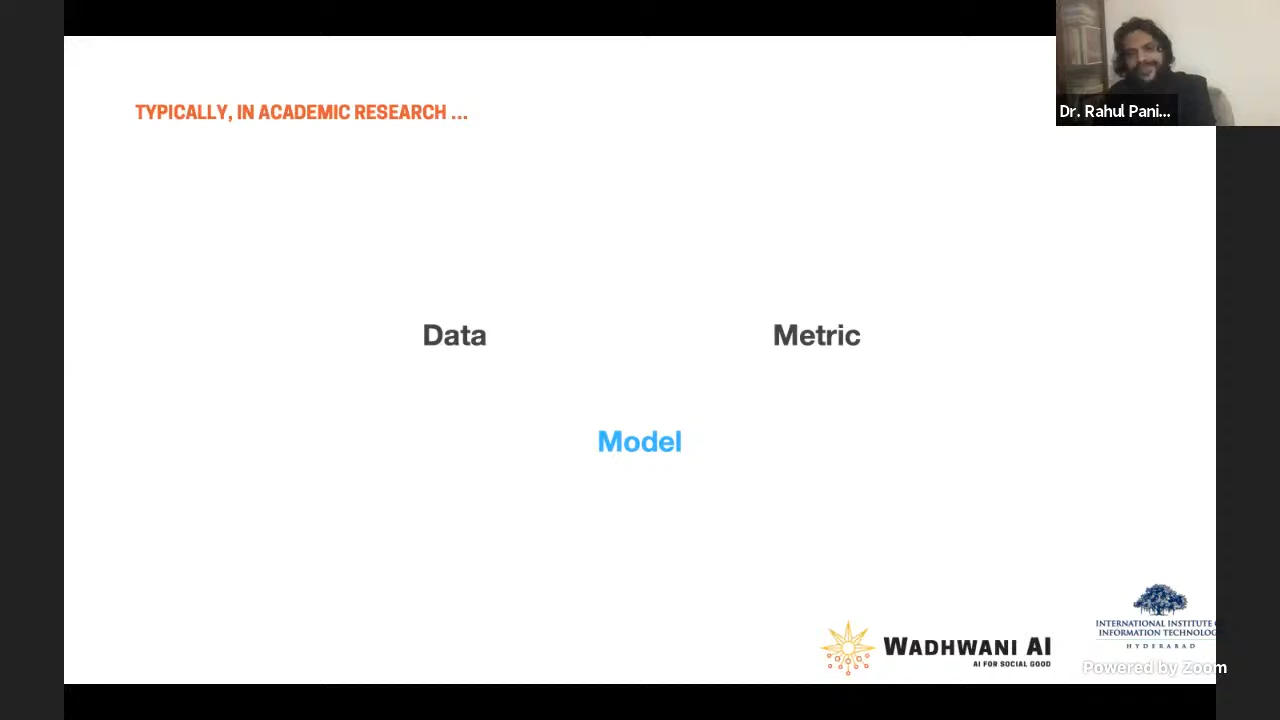 TYPICALLY, IN ACADEMIC RESEARCH ...
Dr. Rahul Pani...
Data
Metric
Model
WADHWANI AI
AI FOR SOCIAL GOOD
INTERNATIONAL INSTITUTE
INFORMATION TECHNOLOG
HYDERABAD
Powered by Zoom